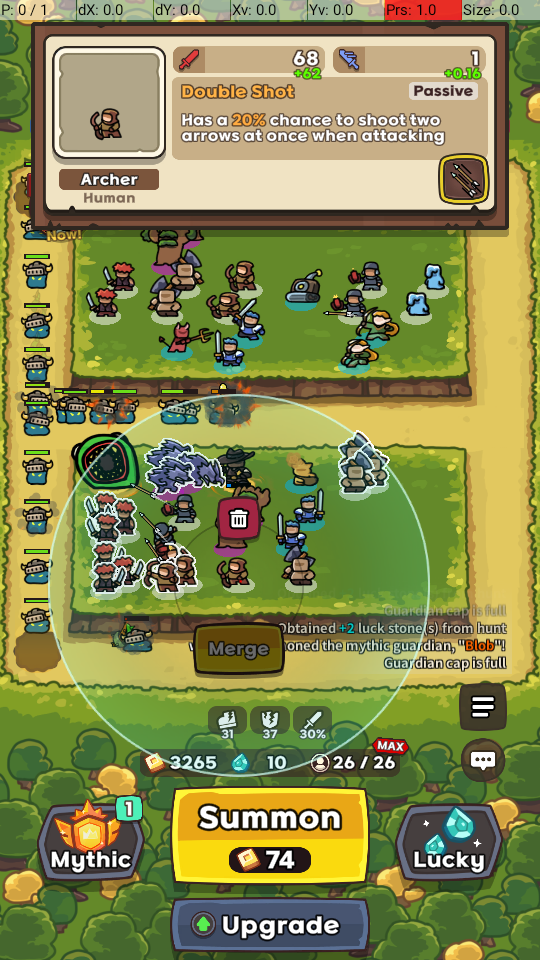 P: 0 / 1 dX: 0.0 dY: 0.0 Xv: 0.0 Yv: 0.0 Prs: 1.0 Size: 0.0
68 +62
1 +0.16
Double Shot
Passive
Has a 20% chance to shoot two
arrows at once when attacking
Archer
Human
Now!
Guardian cap is full
Obtained +2 luck stone(s) from hunt
oned the mythic guardian, "Blob"!
Guardian cap is full
Merge
31 37 30%
MAX
3265 10 26 / 26
1
Mythic
Summon
74
Lucky
Upgrade